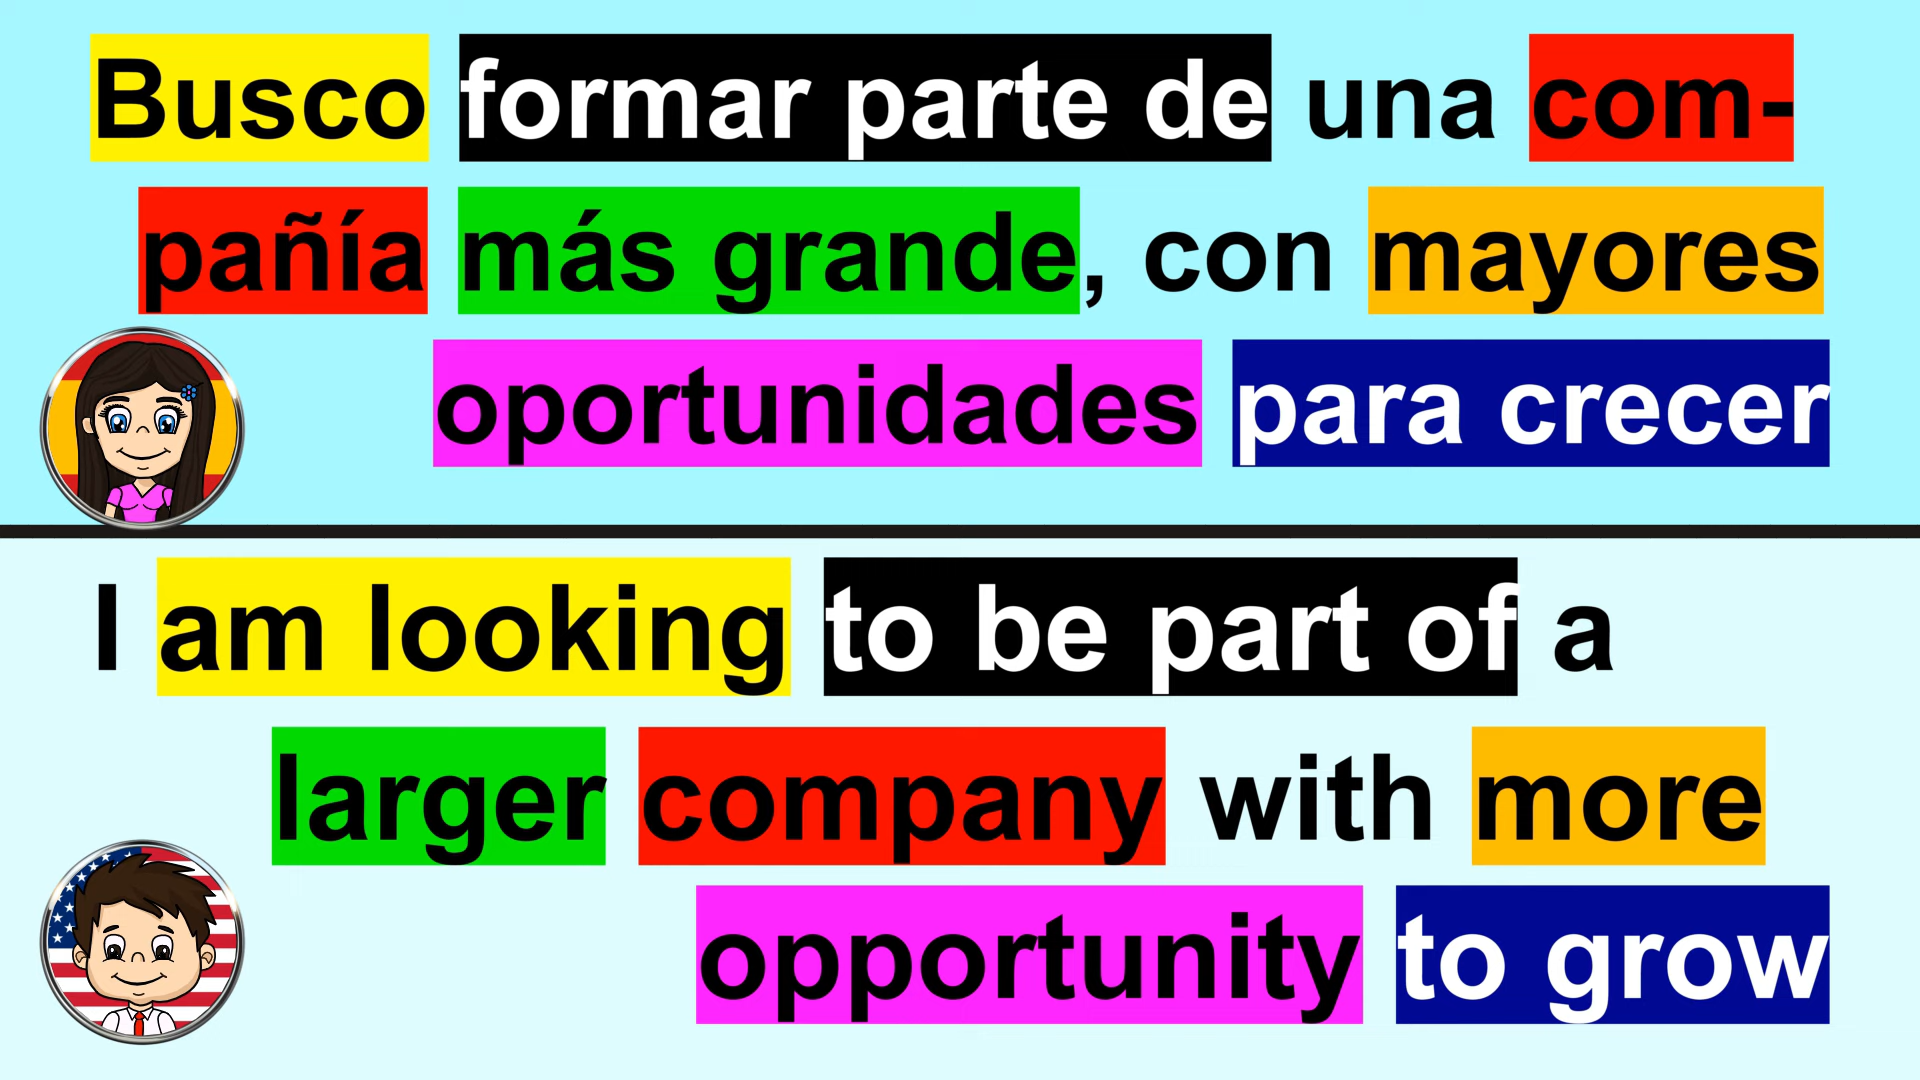 Busco formar parte de una com-
pañía más grande, con mayores
oportunidades para crecer
I am looking to be part of a
larger company with more
opportunity to grow